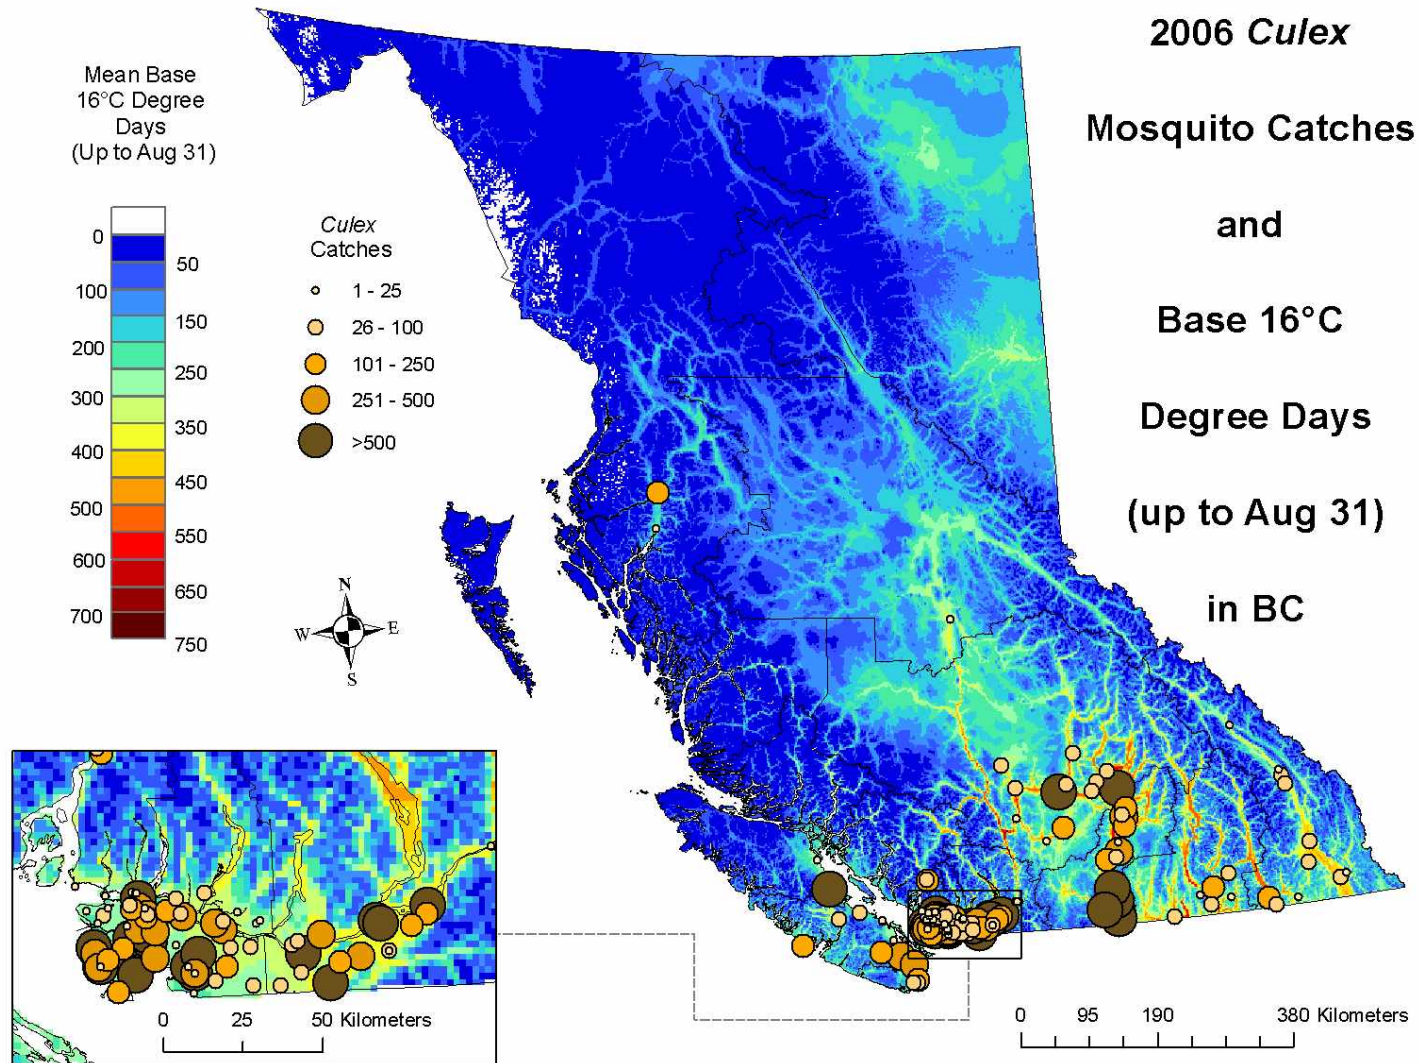 2006 Culex
Mosquito Catches
and
Base 16°C
Degree Days
(up to Aug 31)
in BC
Mean Base
16°C Degree
Days
(Up to Aug 31)
0
50
100
150
200
250
300
350
400
450
500
550
600
650
700
750
Culex
Catches
1 - 25
26 - 100
101 - 250
251 - 500
>500
N
W E
S
0 25 50 Kilometers
0 95 190 380 Kilometers